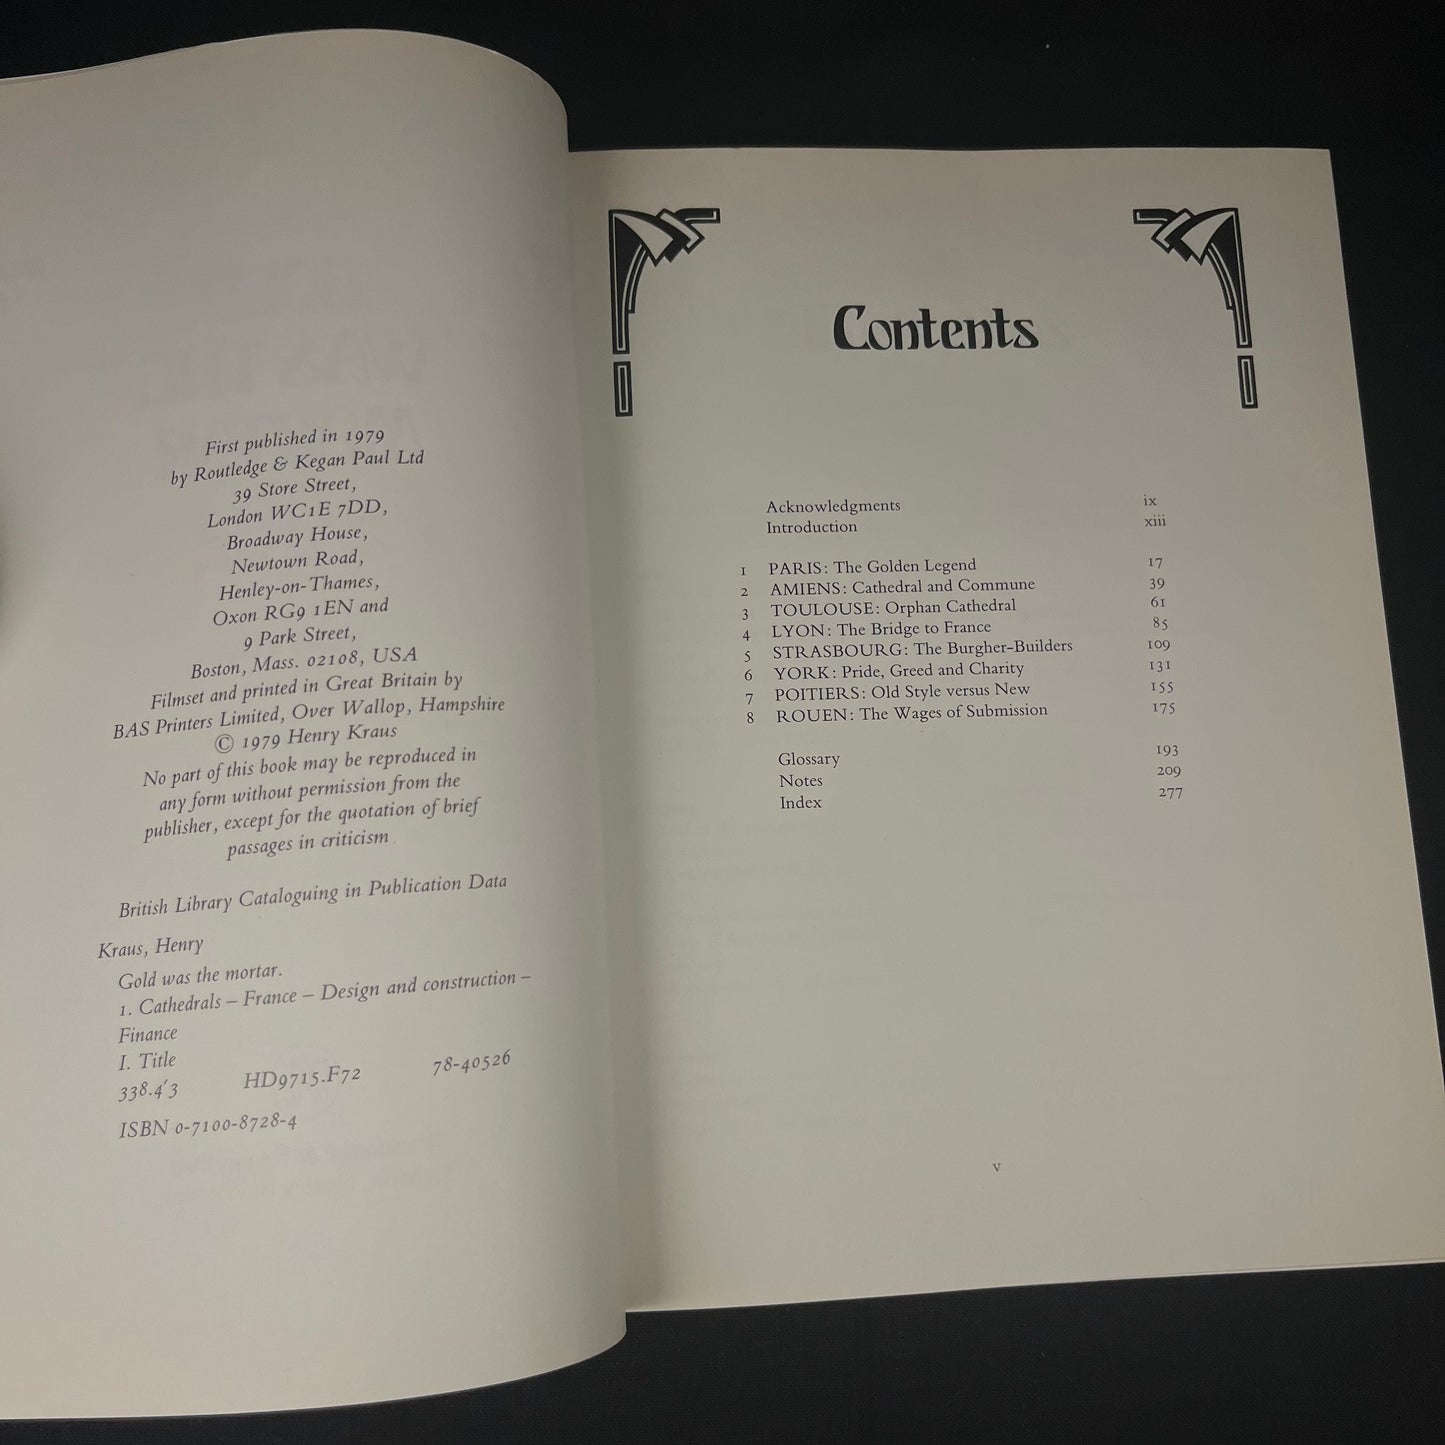 First published in 1979
by Routledge & Kegan Paul Ltd
39 Store Street,
London WC1E 7DD,
Broadway House,
Newtown Road,
Henley-on-Thames,
Oxon RG9 1EN and
9 Park Street,
Boston, Mass. 02108, USA
Filmset and printed in Great Britain by
BAS Printers Limited, Over Wallop, Hampshire
© 1979 Henry Kraus
No part of this book may be reproduced in
any form without permission from the
publisher, except for the quotation of brief
passages in criticism
British Library Cataloguing in Publication Data
Kraus, Henry
Gold was the mortar.
1. Cathedrals – France – Design and construction –
Finance
I. Title
338.4'3 HD9715.F72 78-40526
ISBN 0-7100-8728-4
Contents
Acknowledgments ix
Introduction xiii
1 PARIS: The Golden Legend 17
2 AMIENS: Cathedral and Commune 39
3 TOULOUSE: Orphan Cathedral 61
4 LYON: The Bridge to France 85
5 STRASBOURG: The Burgher-Builders 109
6 YORK: Pride, Greed and Charity 131
7 POITIERS: Old Style versus New 155
8 ROUEN: The Wages of Submission 175
Glossary 193
Notes 209
Index 277
v